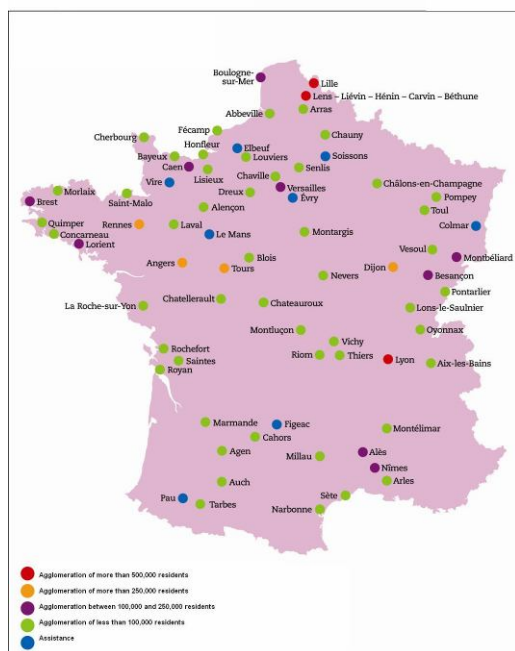 Boulogne-
sur-Mer
Lille
Lens – Liévin – Hénin – Carvin – Béthune
Arras
Abbeville
Cherbourg
Fécamp
Honfleur
Elbeuf
Chauny
Bayeux
Louviers
Soissons
Caen
Senlis
Lisieux
Chaville
Vire
Versailles
Châlons-en-Champagne
Dreux
Évry
Pompey
Morlaix
Brest
Saint-Malo
Alençon
Toul
Quimper
Rennes
Laval
Colmar
Concarneau
Le Mans
Montargis
Lorient
Vesoul
Montbéliard
Angers
Blois
Tours
Dijon
Besançon
Nevers
Pontarlier
Chatellerault
Chateauroux
La Roche-sur-Yon
Lons-le-Saulnier
Montluçon
Oyonnax
Vichy
Rochefort
Riom
Thiers
Lyon
Saintes
Aix-les-Bains
Royan
Marmande
Figeac
Montélimar
Cahors
Agen
Millau
Alès
Nîmes
Auch
Arles
Pau
Sète
Tarbes
Narbonne
Agglomeration of more than 500,000 residents
Agglomeration of more than 250,000 residents
Agglomeration between 100,000 and 250,000 residents
Agglomeration of less than 100,000 residents
Assistance